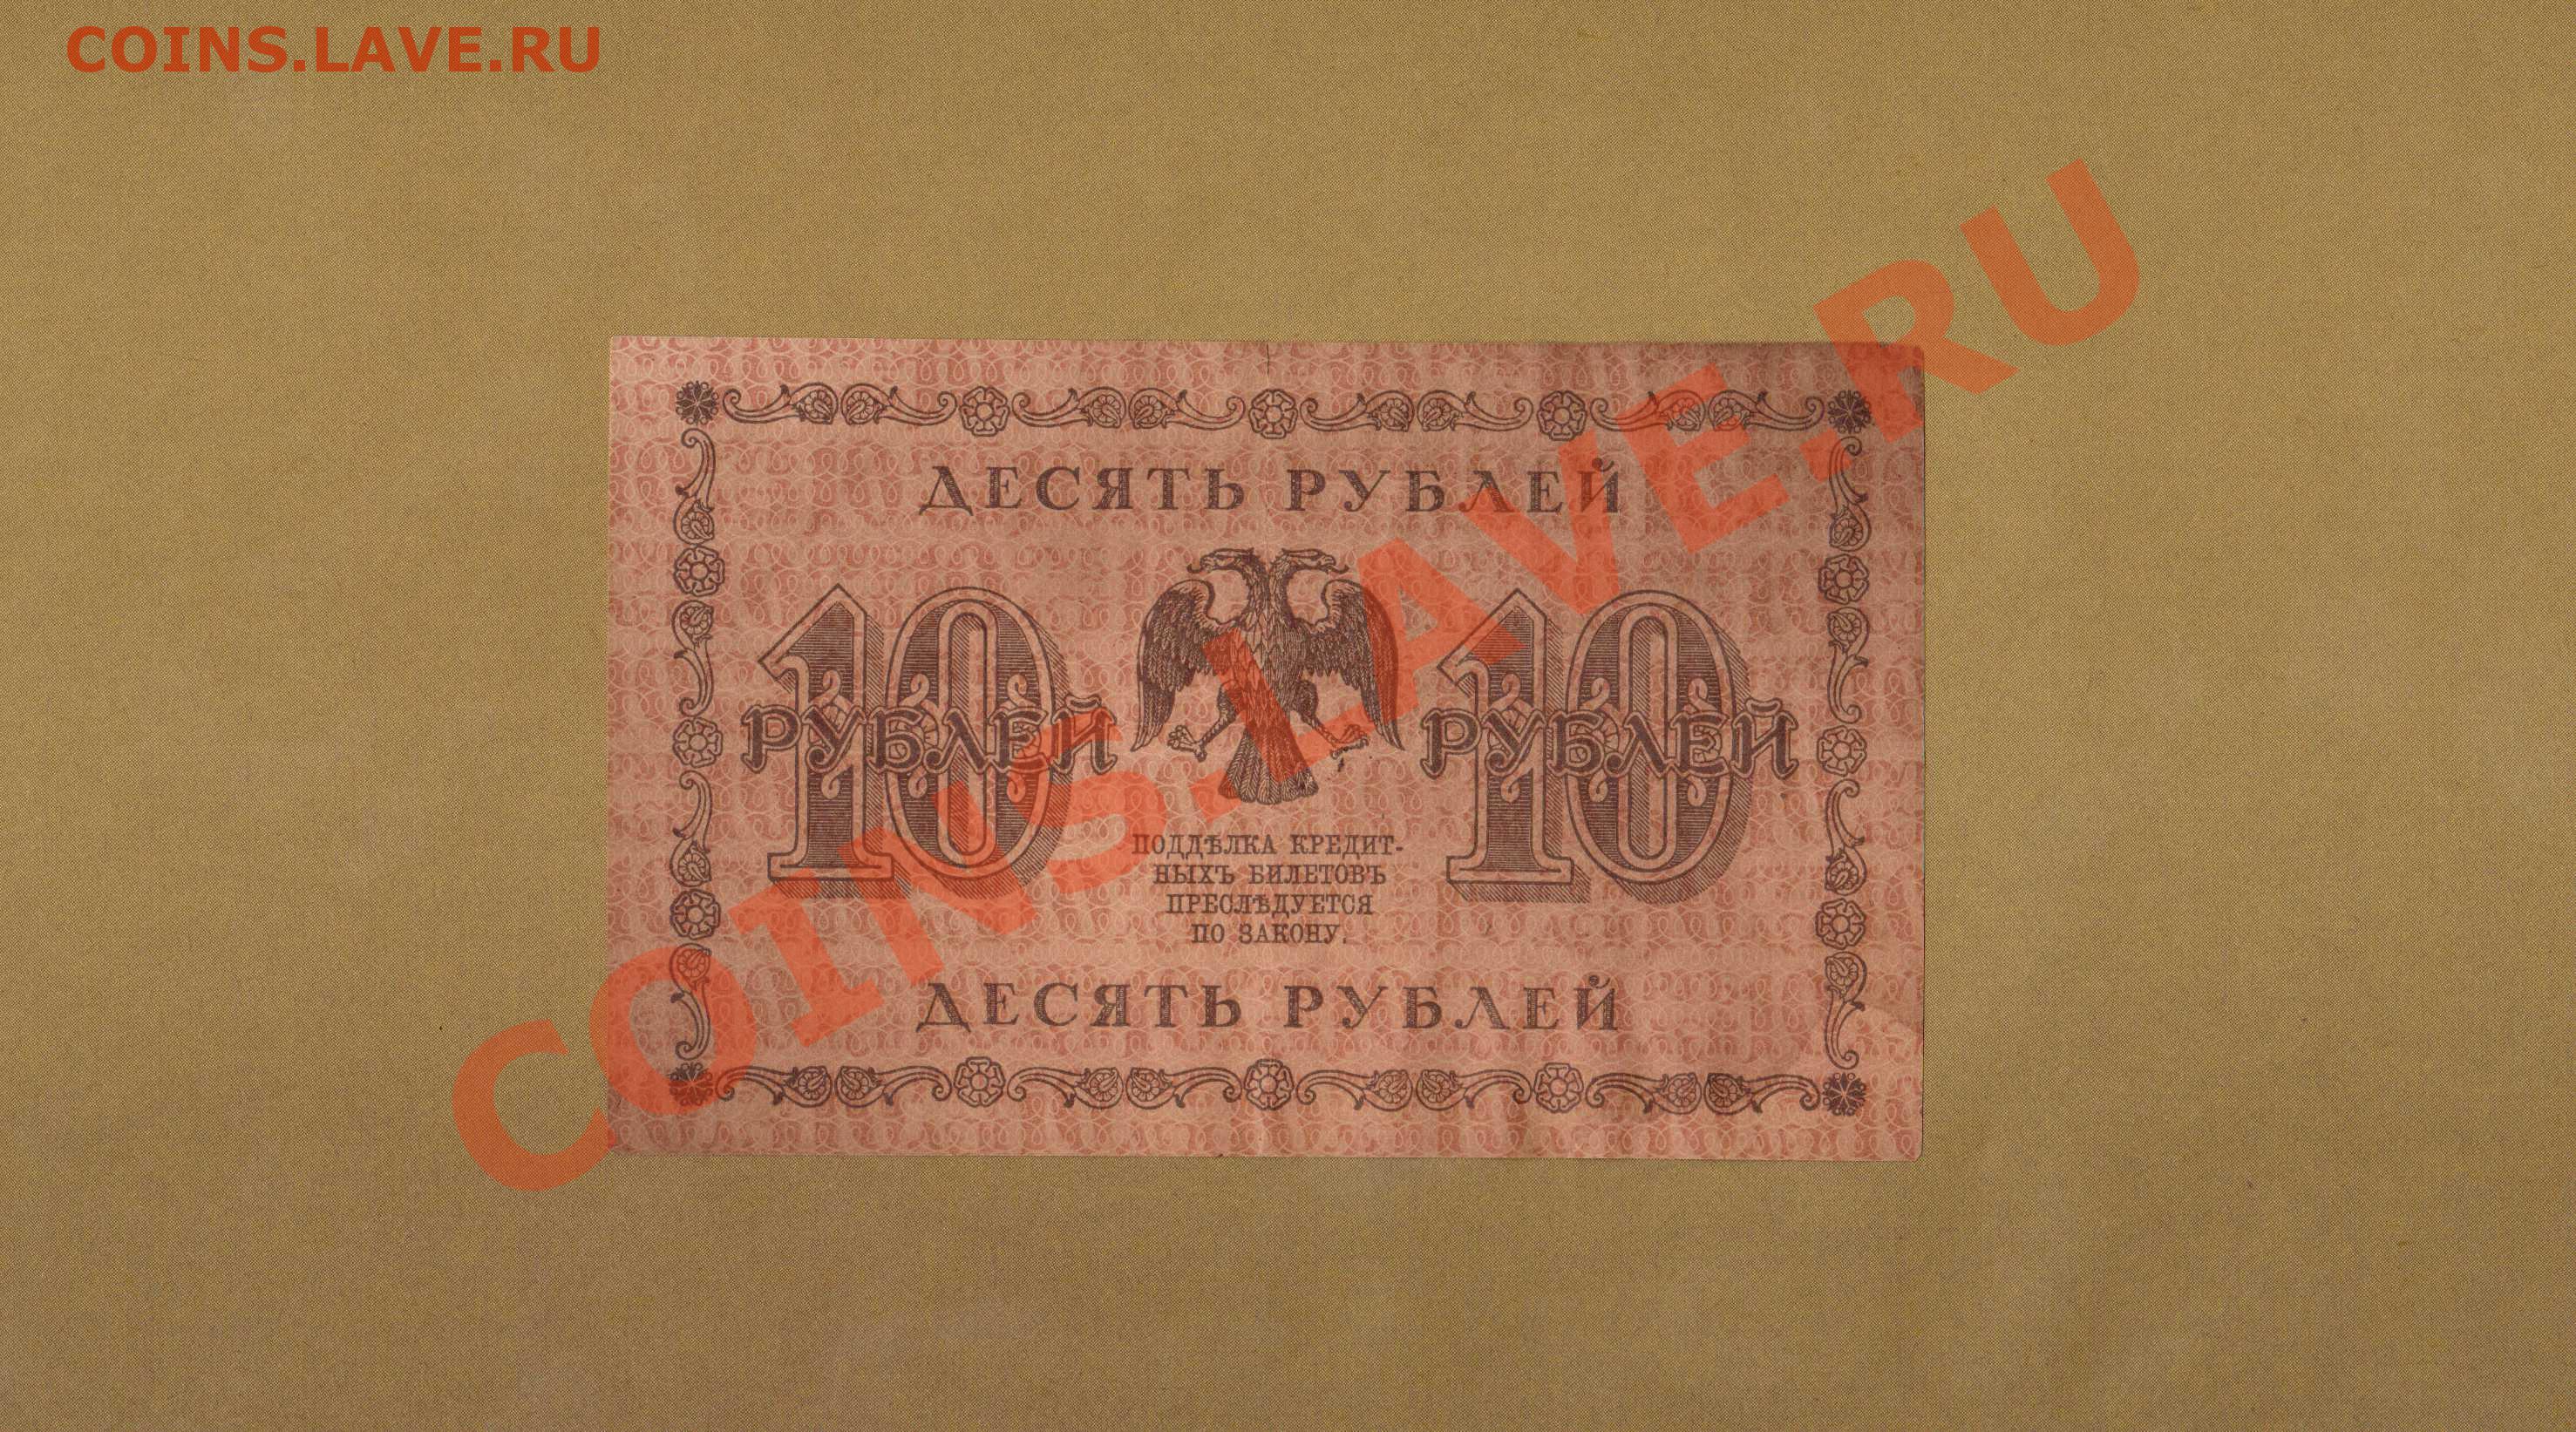 COINS.LAVE.RU
ДЕСЯТЬ РУБЛЕЙ
10 10
РУБЛЕЙ РУБЛЕЙ
ПОДДѢЛКА КРЕДИТ-
НЫХЪ БИЛЕТОВЪ
ПРЕСЛѢДУЕТСЯ
ПО ЗАКОНУ.
ДЕСЯТЬ РУБЛЕЙ
COINS.LAVE.RU